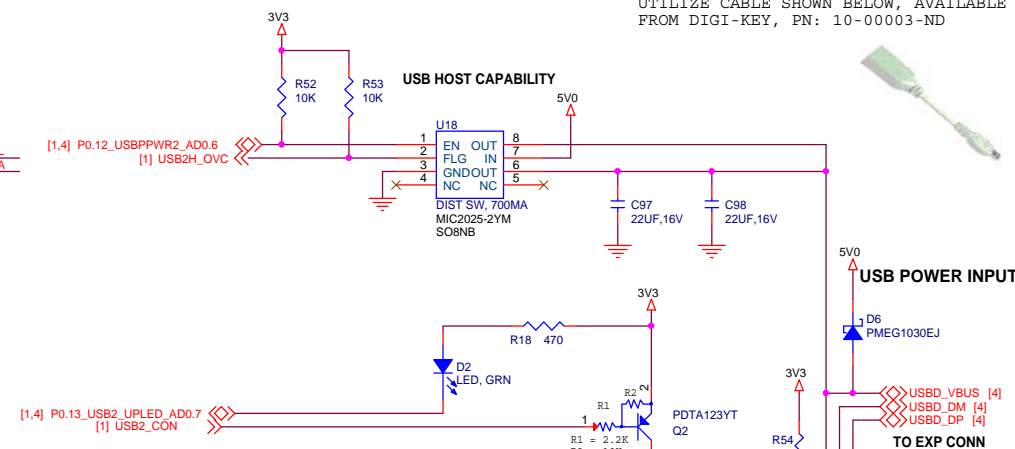 UTILIZE CABLE SHOWN BELOW, AVAILABLE
FROM DIGI-KEY, PN: 10-00003-ND
3V3
R52
10K
R53
10K
USB HOST CAPABILITY
5V0
U18
[1,4] P0.12_USBPPWR2_AD0.6
[1] USB2H_OVC
1 EN OUT 8
2 FLG IN 7
3 GND OUT 6
4 NC NC 5
DIST SW, 700MA
MIC2025-2YM
SO8NB
C97
22UF,16V
C98
22UF,16V
5V0
USB POWER INPUT
D6
PMEG1030EJ
3V3
R18 470
D2
LED, GRN
3V3
USBD_VBUS [4]
USBD_DM [4]
USBD_DP [4]
TO EXP CONN
R54
[1,4] P0.13_USB2_UPLED_AD0.7
[1] USB2_CON
1
R1
R2
2
PDTA123YT
Q2
R1 = 2.2K
A